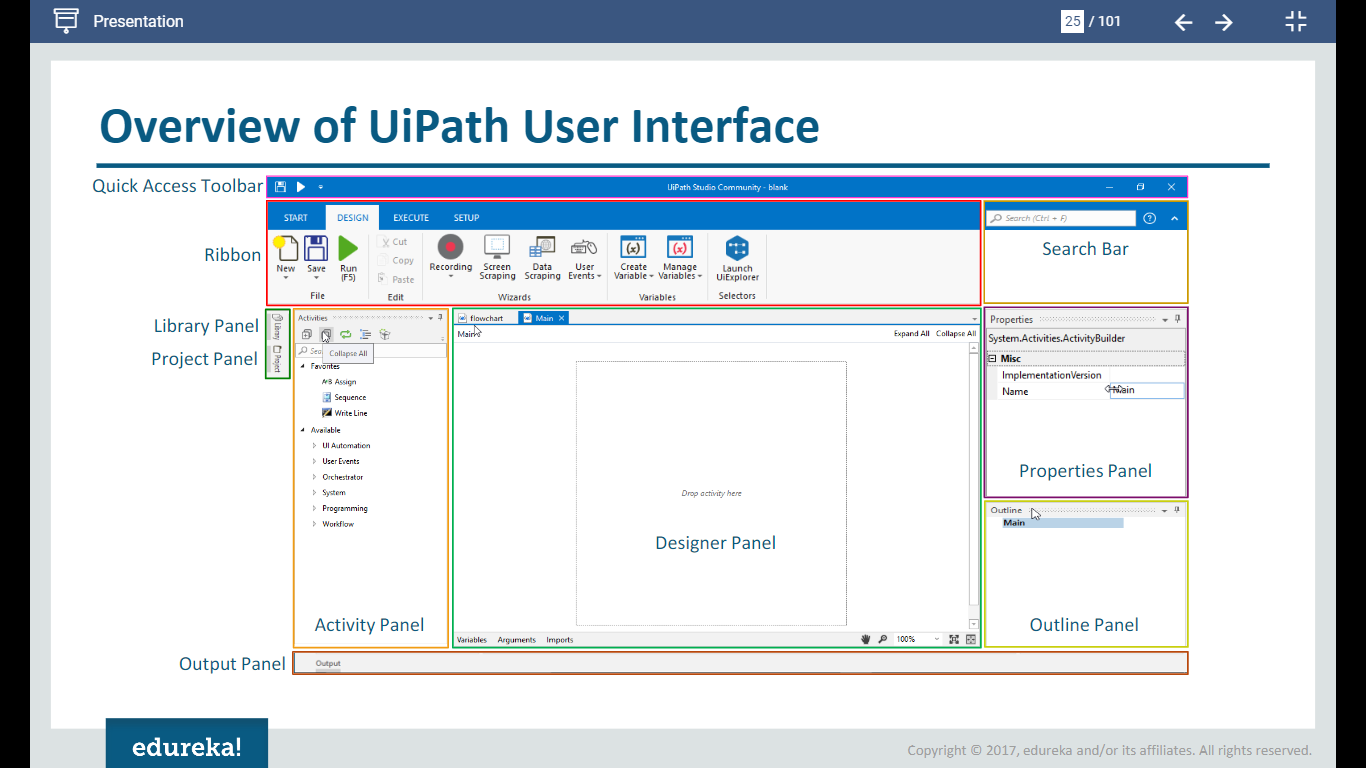 Presentation
25 / 101
Overview of UiPath User Interface
Quick Access Toolbar
UiPath Studio Community - blank
START DESIGN EXECUTE SETUP
Search (Ctrl + F)
Ribbon
Search Bar
New Save Run (F5)
File
Cut
Copy
Paste
Edit
Recording
Screen Scraping
Data Scraping
User Events
Wizards
Create Variable
Manage Variables
Variables
Launch UiExplorer
Selectors
Library Panel
Project Panel
Library
Project
Activities
Sea
Collapse All
Favorites
A*B Assign
Sequence
Write Line
Available
UI Automation
User Events
Orchestrator
System
Programming
Workflow
Activity Panel
flowchart
Main
Main
Expand All Collapse All
Drop activity here
Designer Panel
Variables Arguments Imports
100%
Properties
System.Activities.ActivityBuilder
Misc
ImplementationVersion
Name Main
Properties Panel
Outline
Main
Outline Panel
Output Panel
Output
edureka!
Copyright © 2017, edureka and/or its affiliates. All rights reserved.